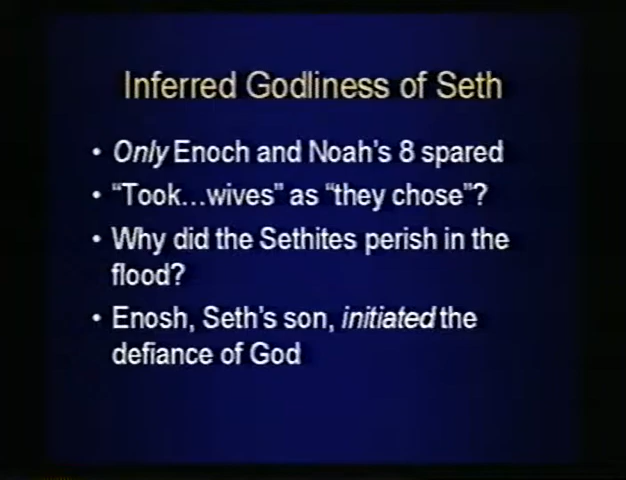 Inferred Godliness of Seth
• Only Enoch and Noah's 8 spared
• "Took...wives" as "they chose"?
• Why did the Sethites perish in the
flood?
• Enosh, Seth's son, initiated the
defiance of God